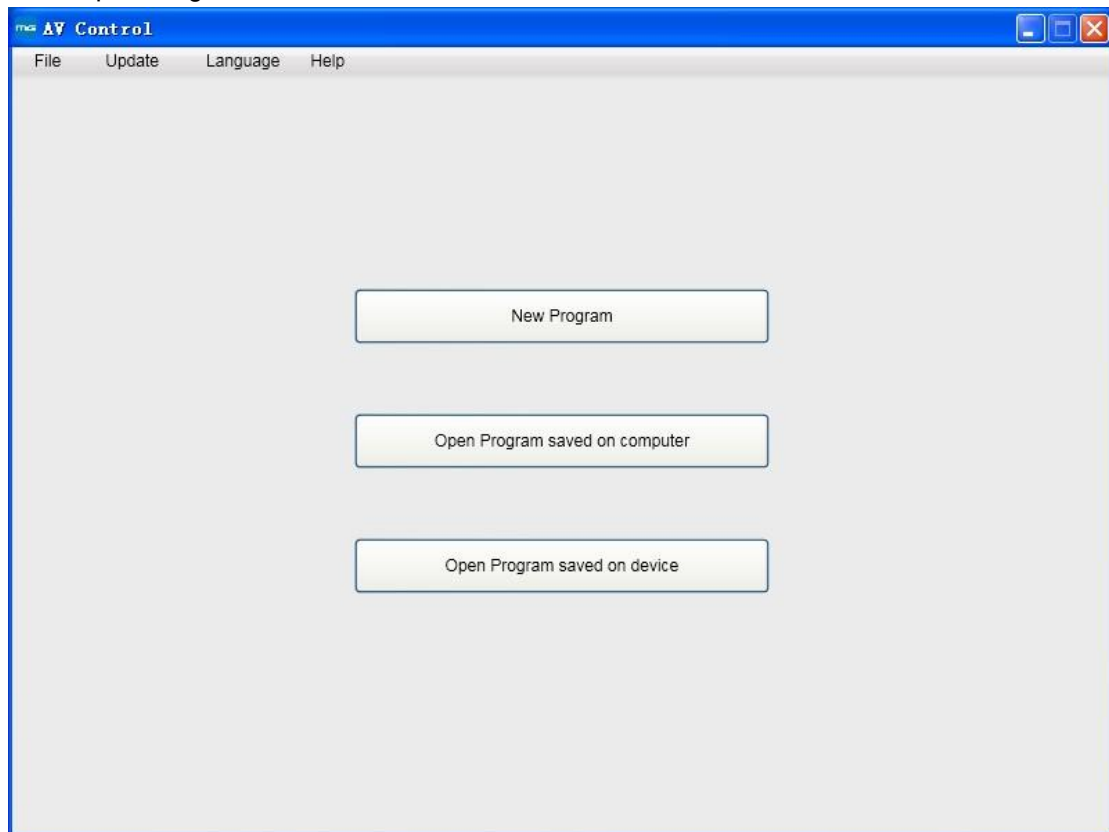 AV Control
File Update Language Help
New Program
Open Program saved on computer
Open Program saved on device